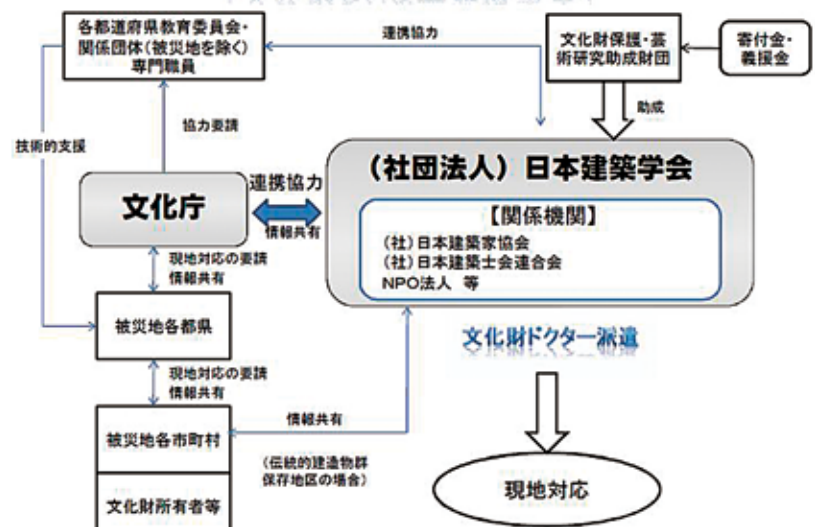 各都道府県教育委員会・
関係団体(被災地を除く)
専門職員
連携協力
文化財保護・芸
術研究助成財団
寄付金・
義援金
技術的支援
協力要請
助成
文化庁
連携協力
情報共有
(社団法人)日本建築学会
【関係機関】
(社)日本建築家協会
(社)日本建築士会連合会
NPO法人 等
現地対応の要請
情報共有
被災地各都県
文化財ドクター派遣
現地対応の要請
情報共有
被災地各市町村
情報共有
(伝統的建造物群
保存地区の場合)
文化財所有者等
現地対応